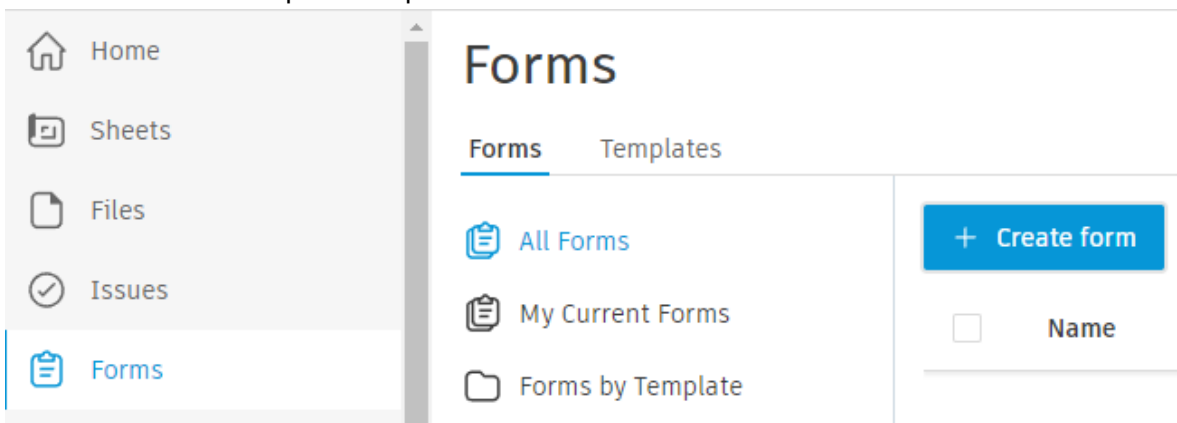 Home
Sheets
Files
Issues
Forms
Forms
Forms Templates
All Forms
My Current Forms
Forms by Template
+ Create form
Name